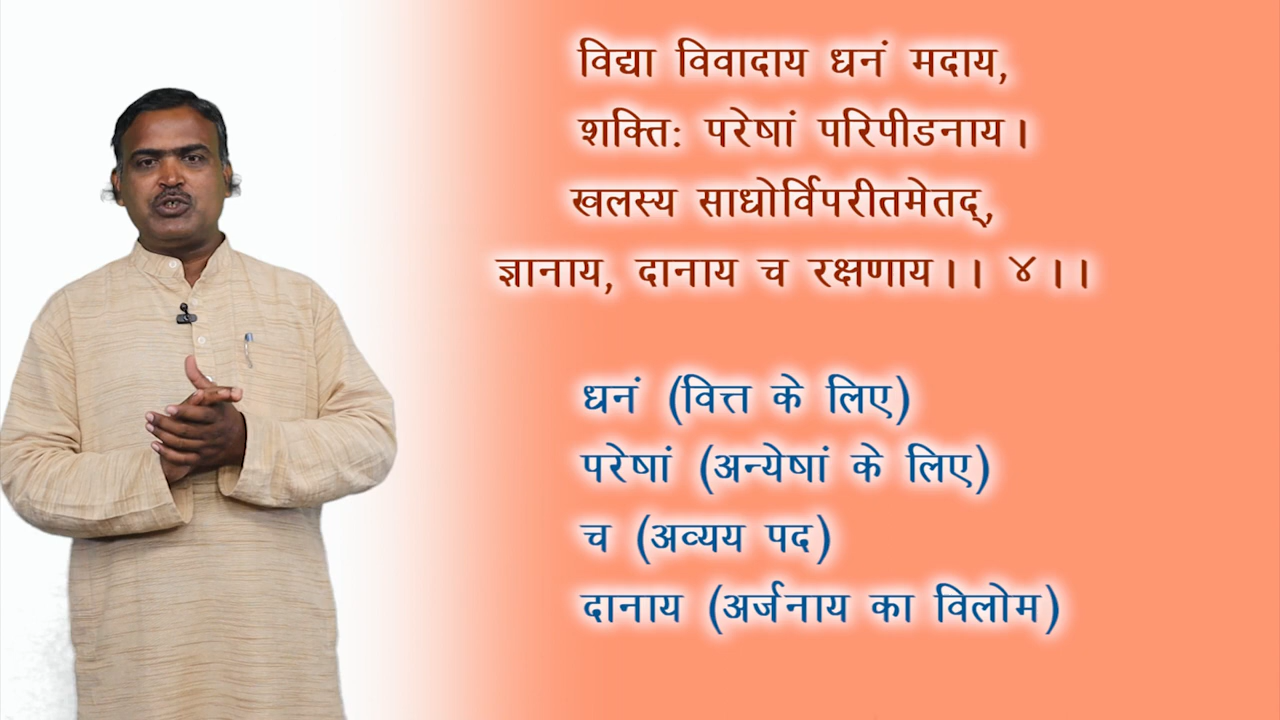 विद्या विवादाय धनं मदाय,
शक्तिः परेषां परिपीडनाय।
खलस्य साधोर्विपरीतमेतद्,
ज्ञानाय, दानाय च रक्षणाय।। ४।।
धनं (वित्त के लिए)
परेषां (अन्येषां के लिए)
च (अव्यय पद)
दानाय (अर्जनाय का विलोम)